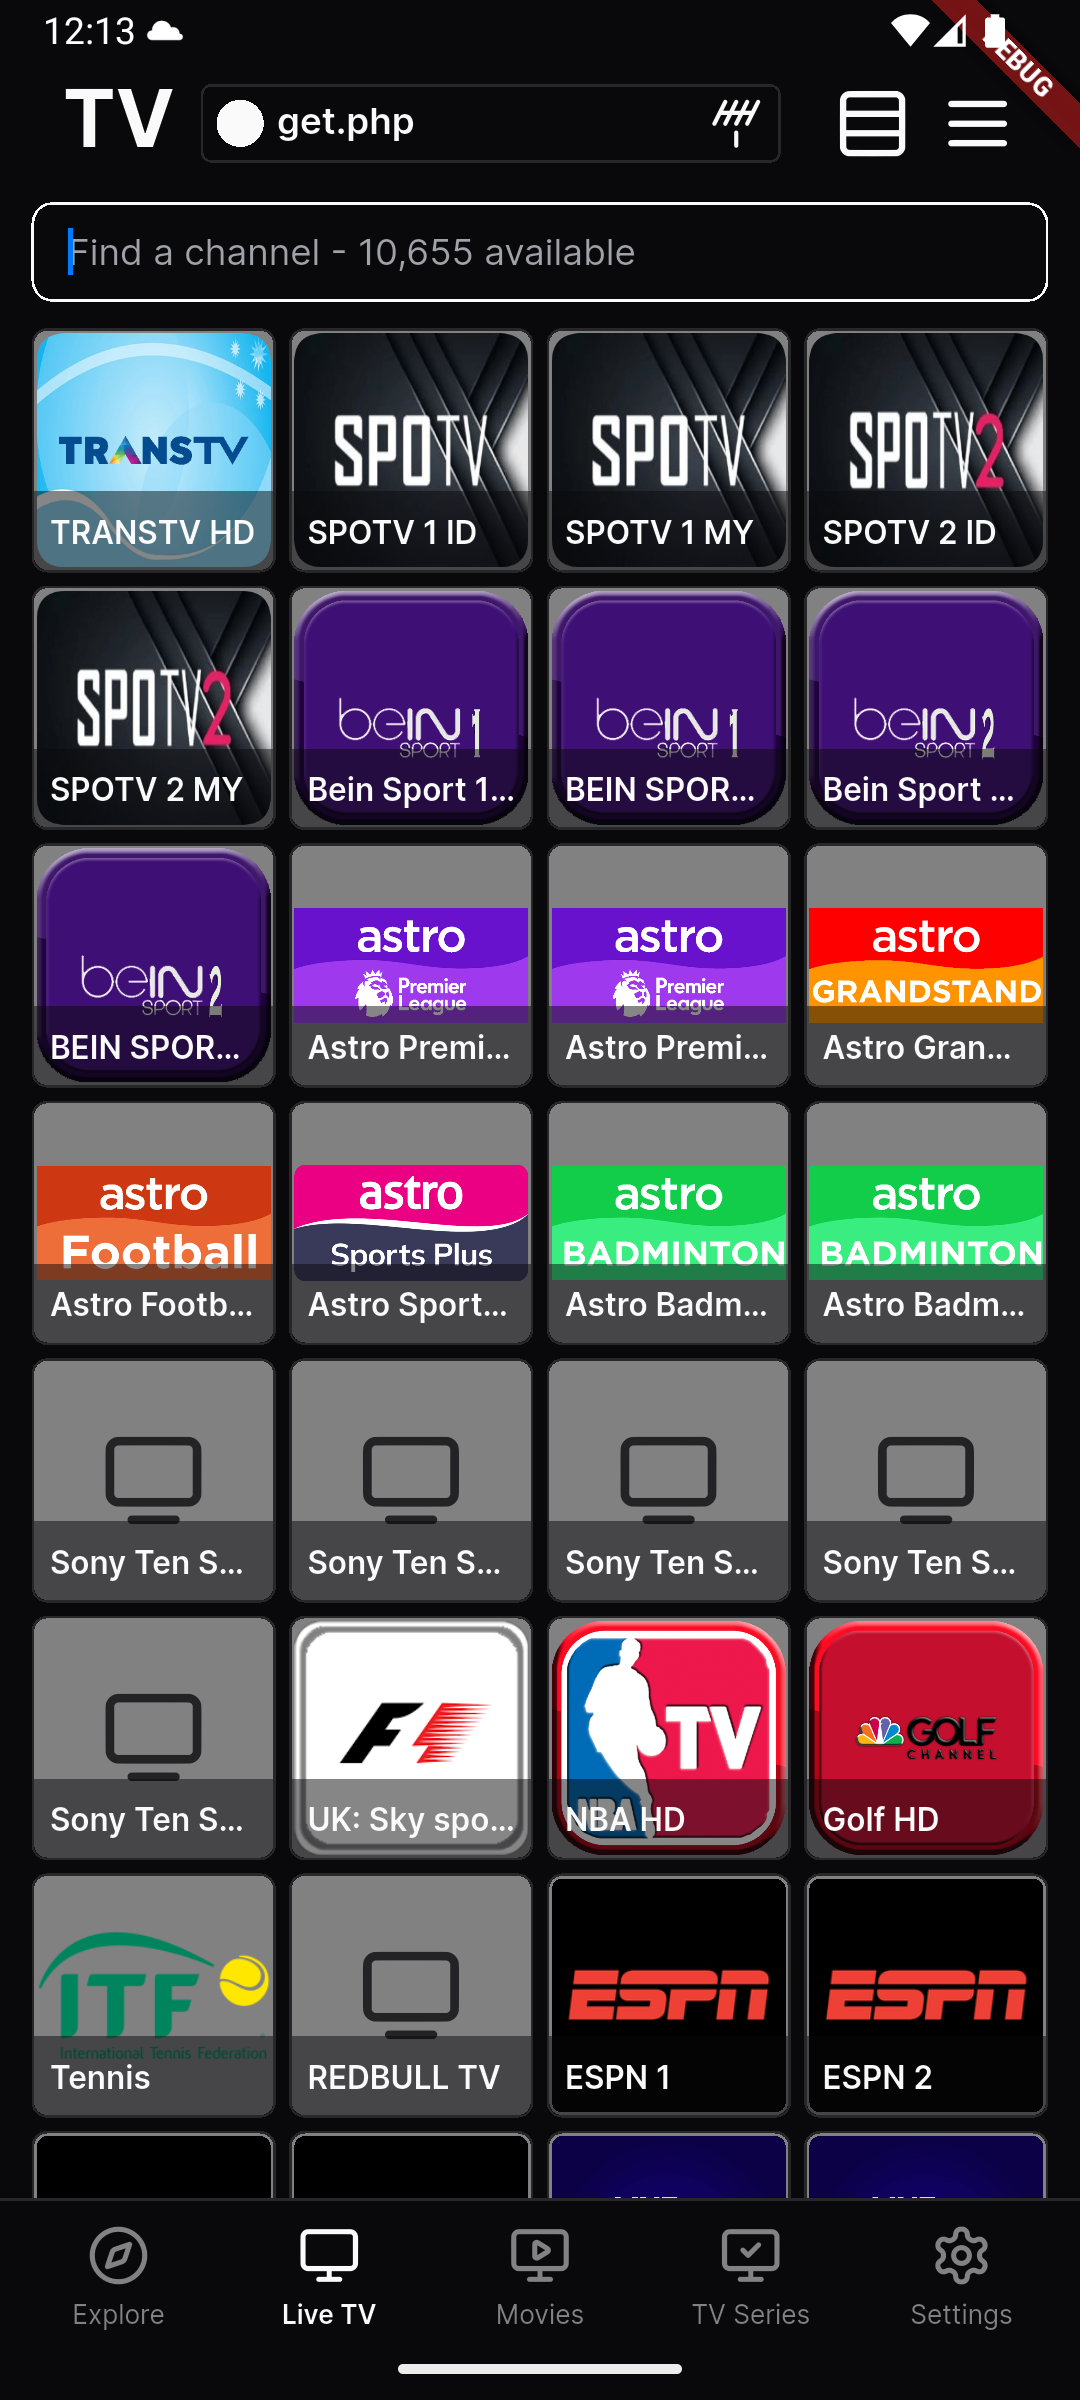 12:13
DEBUG
TV
get.php
Find a channel - 10,655 available
TRANSTV
TRANSTV HD
SPOTV
SPOTV 1 ID
SPOTV
SPOTV 1 MY
SPOTV2
SPOTV 2 ID
SPOTV2
SPOTV 2 MY
beIN 1
SPORT
Bein Sport 1...
beIN 1
SPORT
BEIN SPOR...
beIN 2
SPORT
Bein Sport ...
beIN 2
SPORT
BEIN SPOR...
astro
Premier
League
Astro Premi...
astro
Premier
League
Astro Premi...
astro
GRANDSTAND
Astro Gran...
astro
Football
Astro Footb...
astro
Sports Plus
Astro Sport...
astro
BADMINTON
Astro Badm...
astro
BADMINTON
Astro Badm...
Sony Ten S...
Sony Ten S...
Sony Ten S...
Sony Ten S...
Sony Ten S...
F1
UK: Sky spo...
TV
NBA
NBA HD
GOLF
CHANNEL
Golf HD
ITF
International Tennis Federation
Tennis
REDBULL TV
ESPN
ESPN 1
ESPN
ESPN 2
Explore
Live TV
Movies
TV Series
Settings